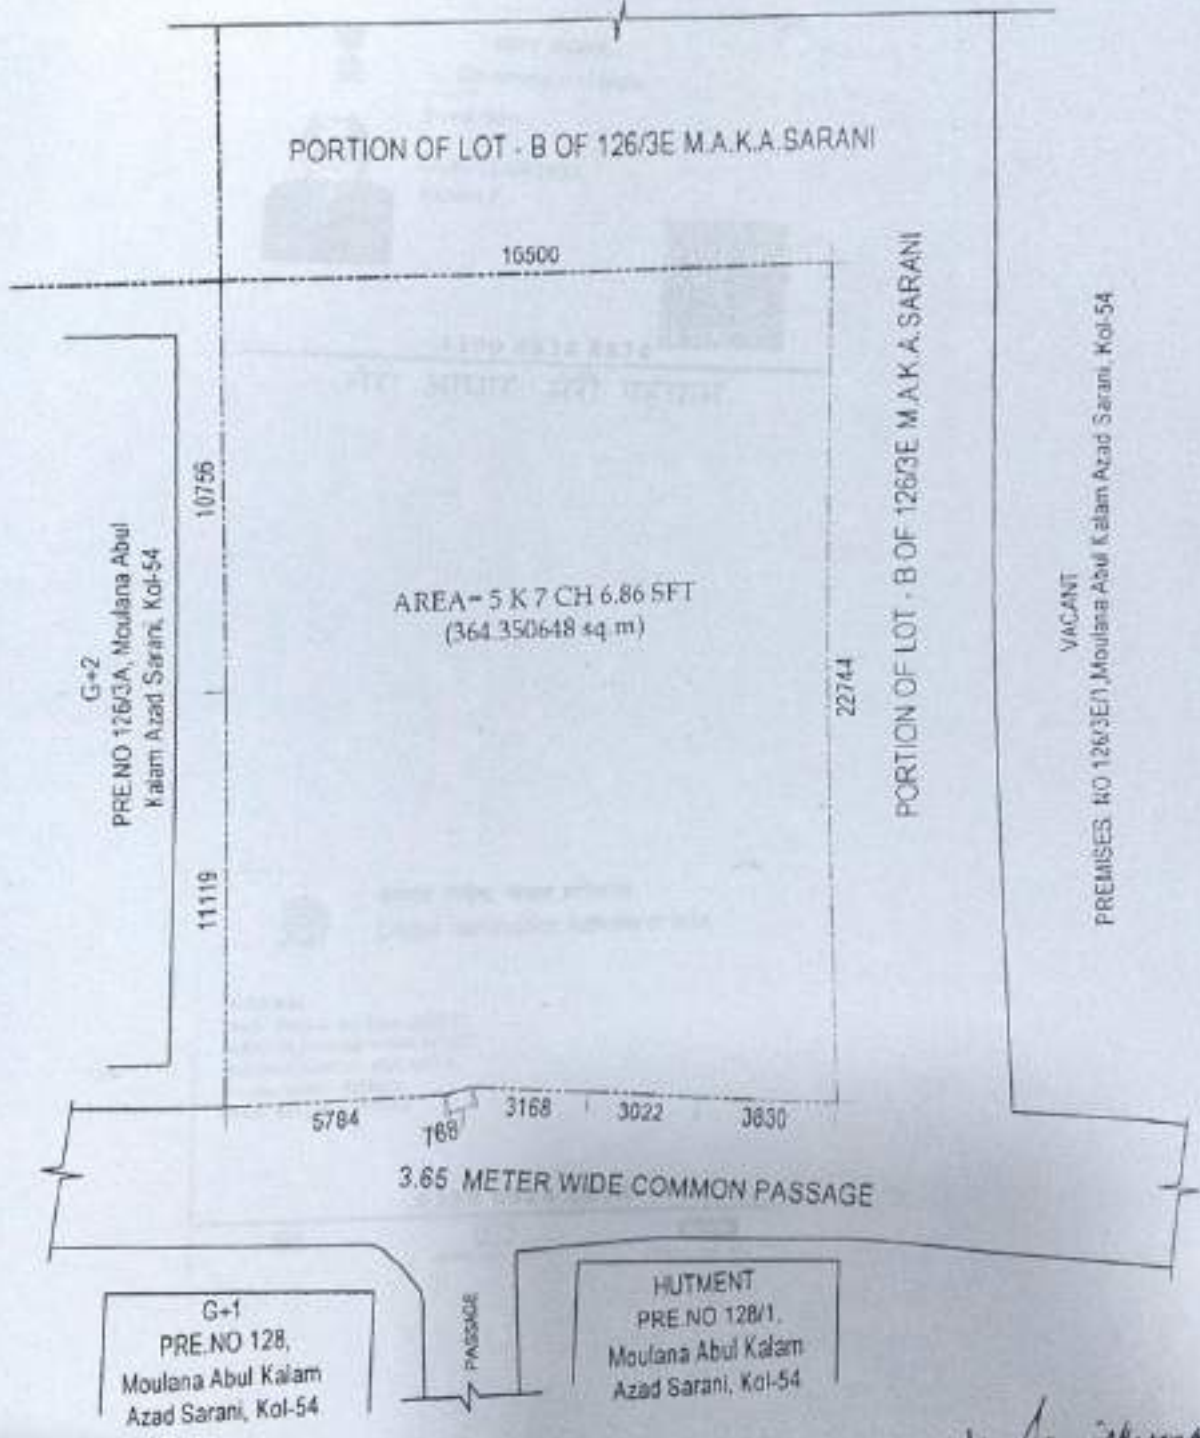 PORTION OF LOT - B OF 126/3E M.A.K.A.SARANI
16500
10756
11119
22744
G+2
PRE.NO 126/3A, Moulana Abul
Kalam Azad Sarani, Kol-54
AREA= 5 K 7 CH 6.86 SFT
(364.350648 sq.m)
PORTION OF LOT - B OF 126/3E M.A.K.A.SARANI
VACANT
PREMISES. NO 126/3E/1,Moulana Abul Kalam Azad Sarani, Kol-54
5784
768
3168
3022
3830
3.65 METER WIDE COMMON PASSAGE
G+1
PRE.NO 128,
Moulana Abul Kalam
Azad Sarani, Kol-54
PASSAGE
HUTMENT
PRE.NO 128/1,
Moulana Abul Kalam
Azad Sarani, Kol-54